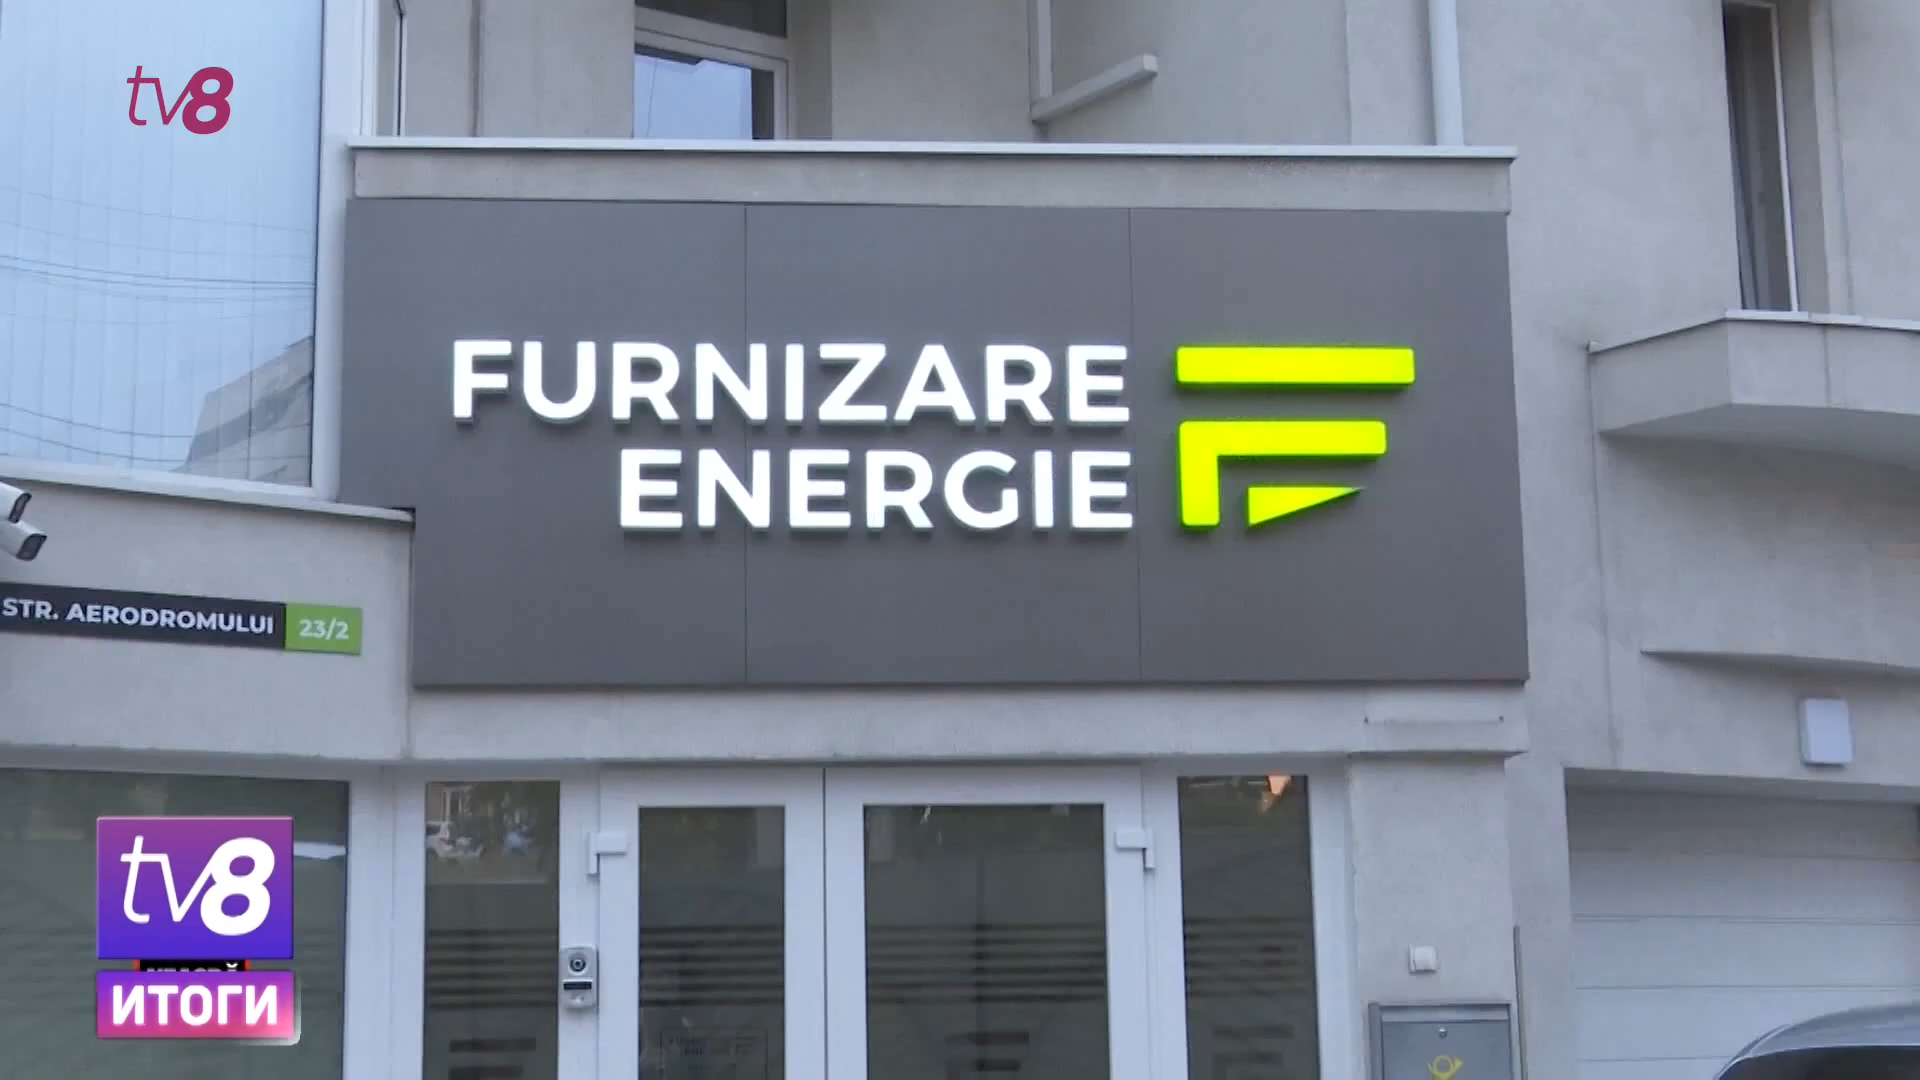 tv8
FURNIZARE
ENERGIE
STR. AERODROMULUI 23/2
tv8
ИТОГИ